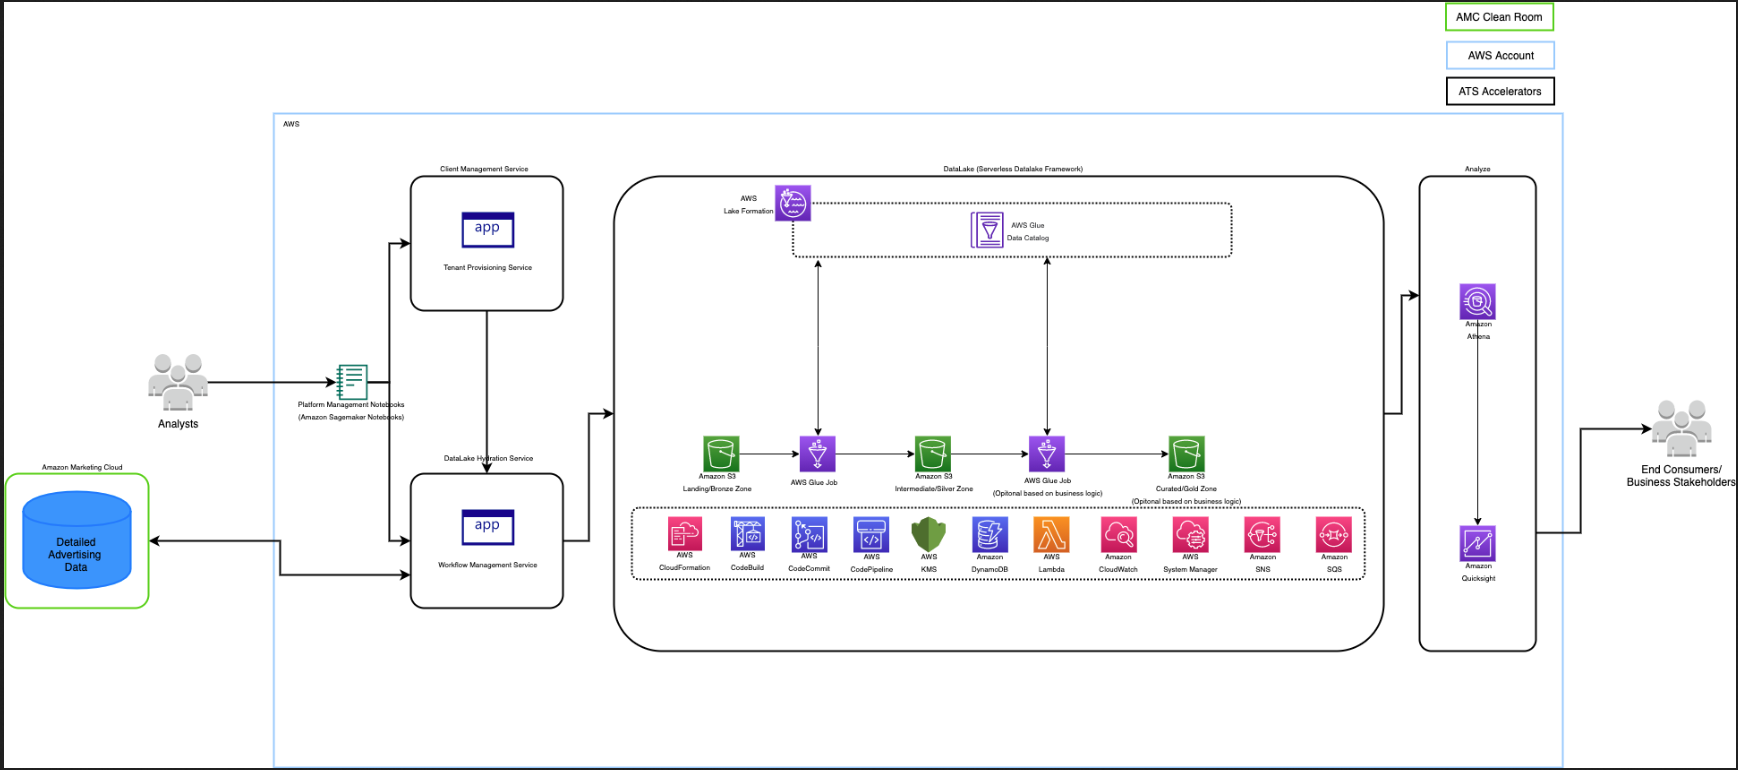 AMC Clean Room
AWS Account
ATS Accelerators
AWS
Client Management Service
app
Tenant Provisioning Service
Analysts
Platform Management Notebooks
(Amazon Sagemaker Notebooks)
Amazon Marketing Cloud
Detailed
Advertising
Data
DataLake Hydration Service
app
Workflow Management Service
DataLake (Serverless Datalake Framework)
AWS
Lake Formation
AWS Glue
Data Catalog
Amazon S3
Landing/Bronze Zone
AWS Glue Job
Amazon S3
Intermediate/Silver Zone
AWS Glue Job
(Opitonal based on business logic)
Amazon S3
Curated/Gold Zone
(Opitonal based on business logic)
AWS
CloudFormation
AWS
CodeBuild
AWS
CodeCommit
AWS
CodePipeline
AWS
KMS
Amazon
DynamoDB
AWS
Lambda
Amazon
CloudWatch
AWS
System Manager
Amazon
SNS
Amazon
SQS
Analyze
Amazon
Athena
Amazon
Quicksight
End Consumers/
Business Stakeholders